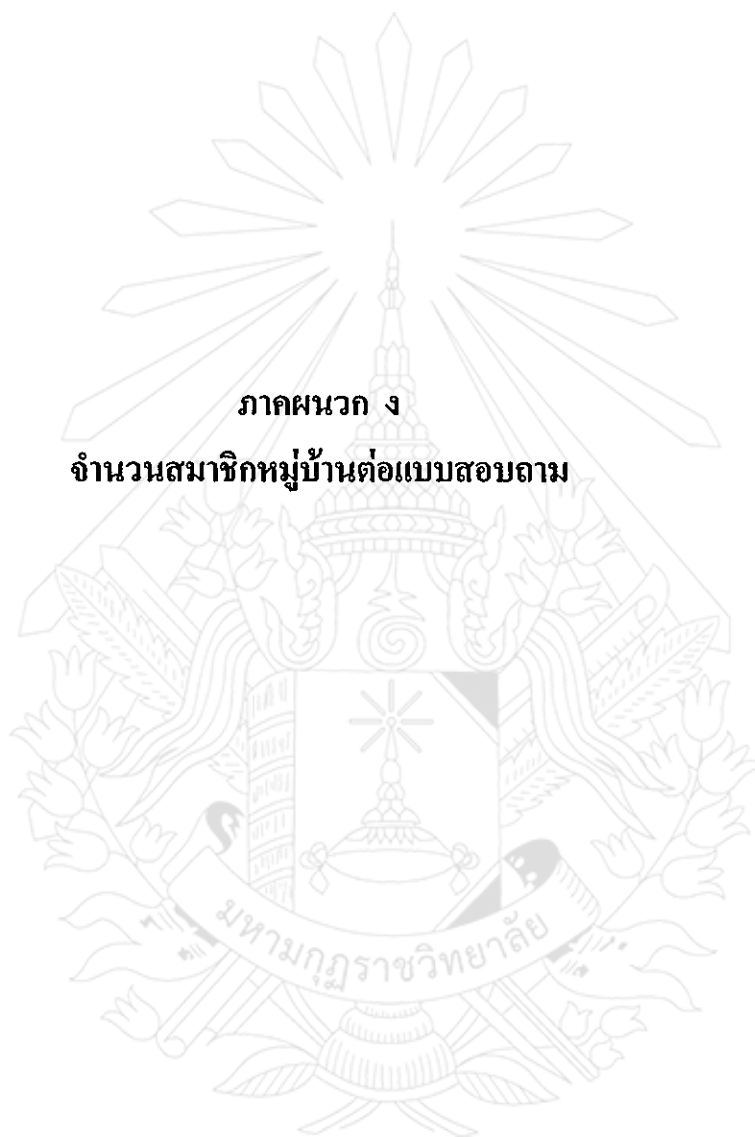 ภาคผนวก ง
จำนวนสมาชิกหมู่บ้านต่อแบบสอบถาม
มหามกุฏราชวิทยาลัย